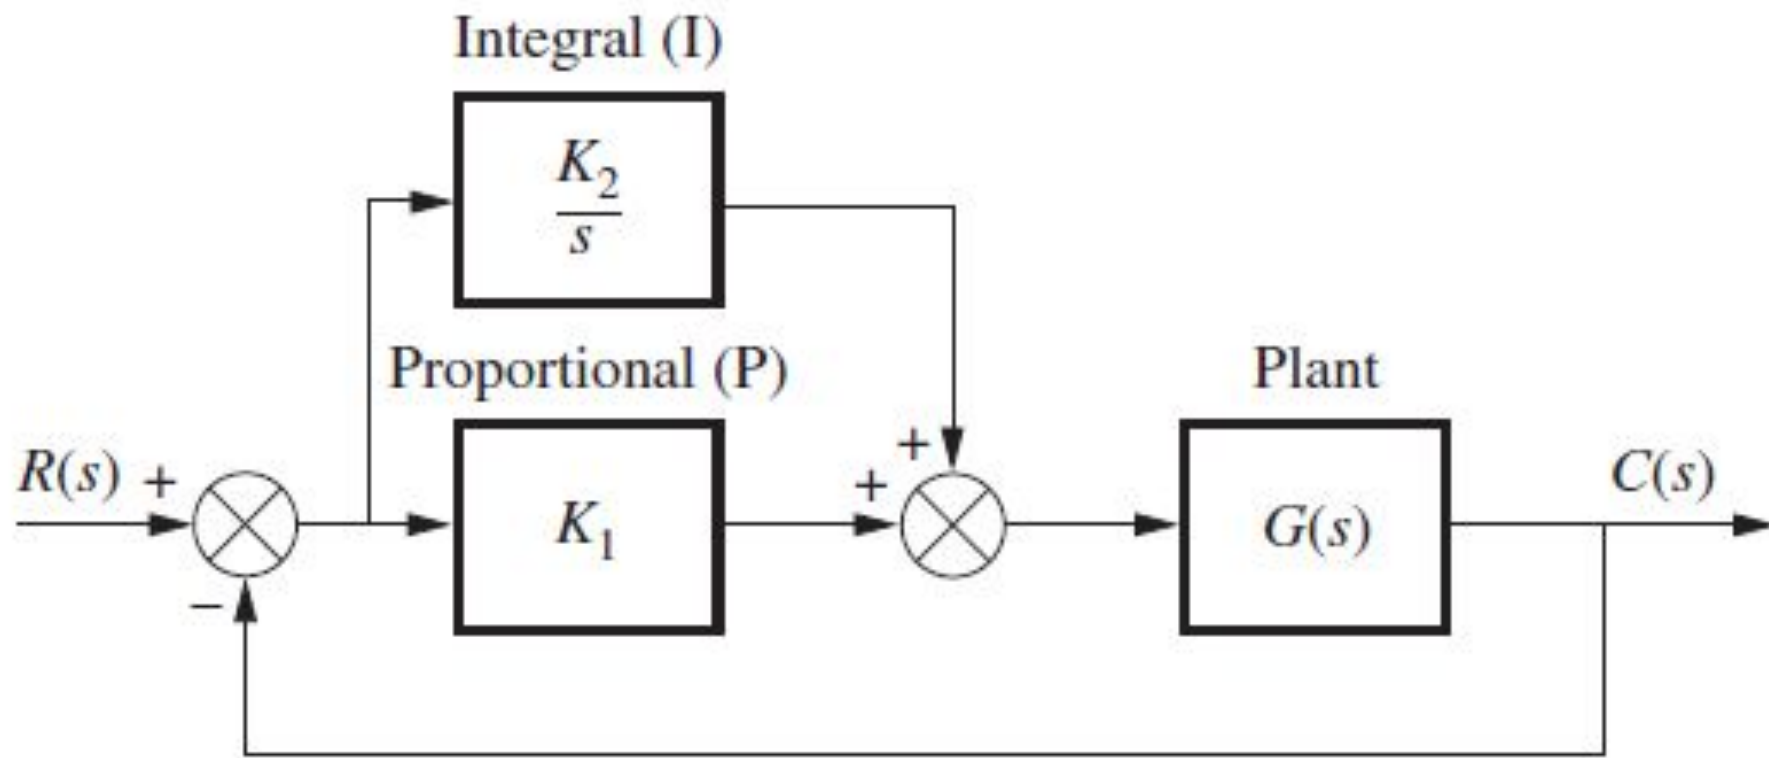 Integral (I)
K₂
s
Proportional (P)
Plant
R(s) +
K₁
+
+
G(s)
C(s)
−